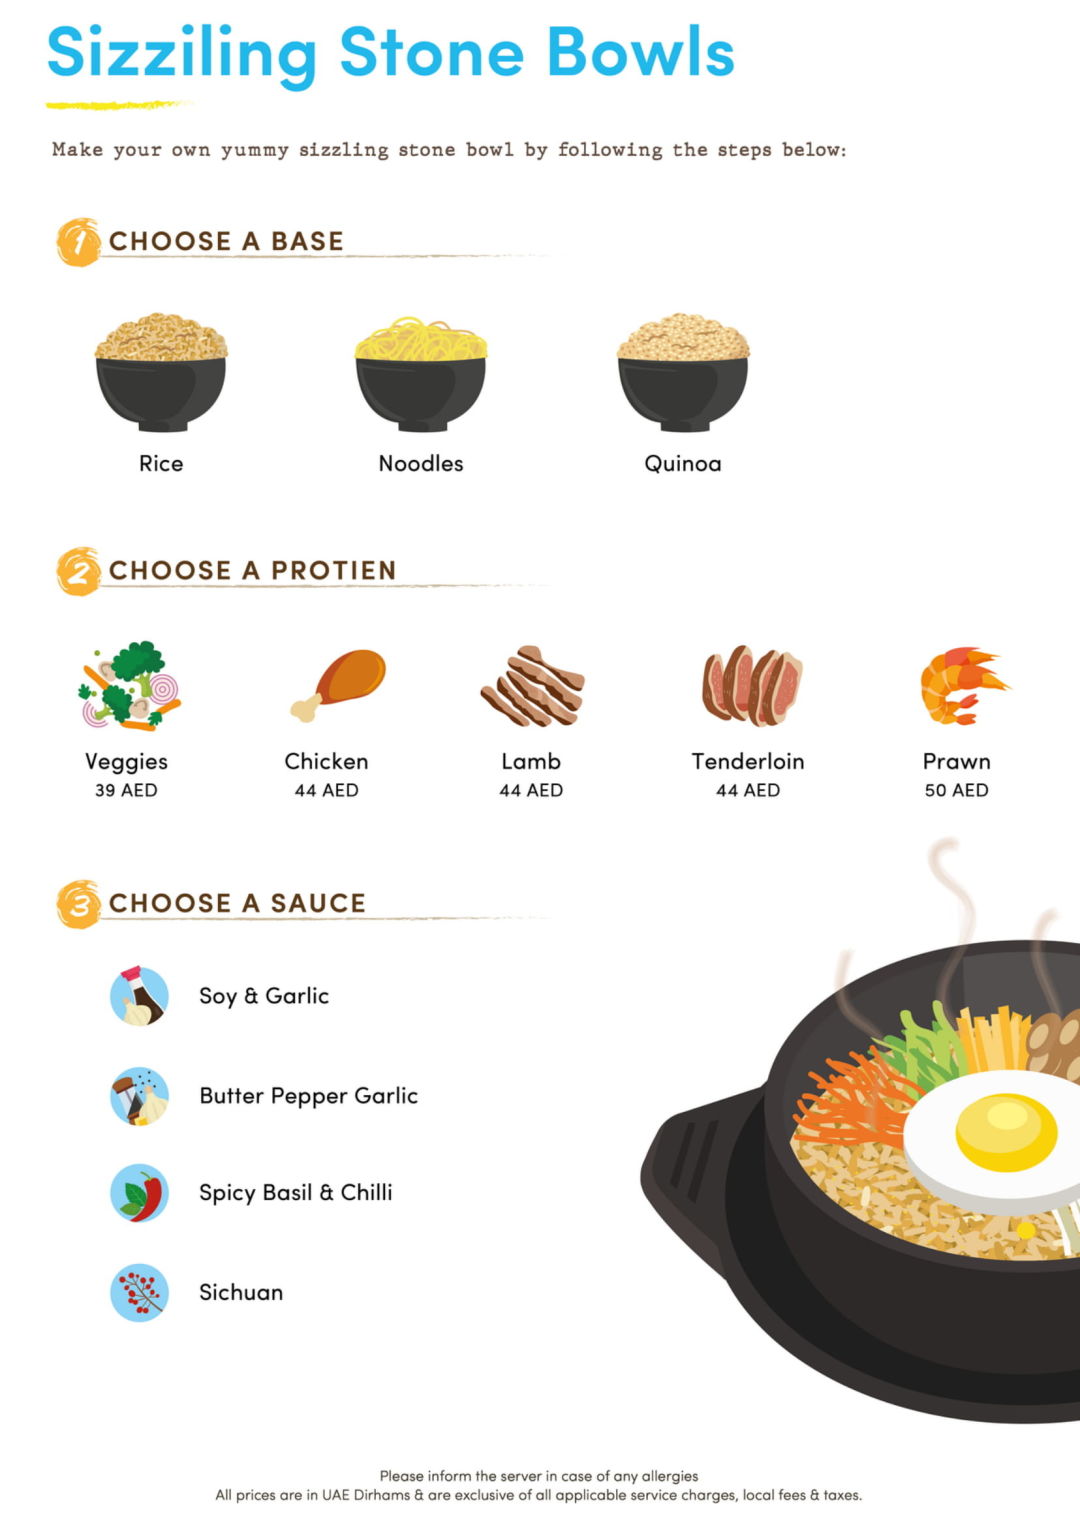 Sizziling Stone Bowls
Make your own yummy sizzling stone bowl by following the steps below:
1 CHOOSE A BASE
Rice Noodles Quinoa
2 CHOOSE A PROTIEN
Veggies Chicken Lamb Tenderloin Prawn
39 AED 44 AED 44 AED 44 AED 50 AED
3 CHOOSE A SAUCE
Soy & Garlic
Butter Pepper Garlic
Spicy Basil & Chilli
Sichuan
Please inform the server in case of any allergies
All prices are in UAE Dirhams & are exclusive of all applicable service charges, local fees & taxes.